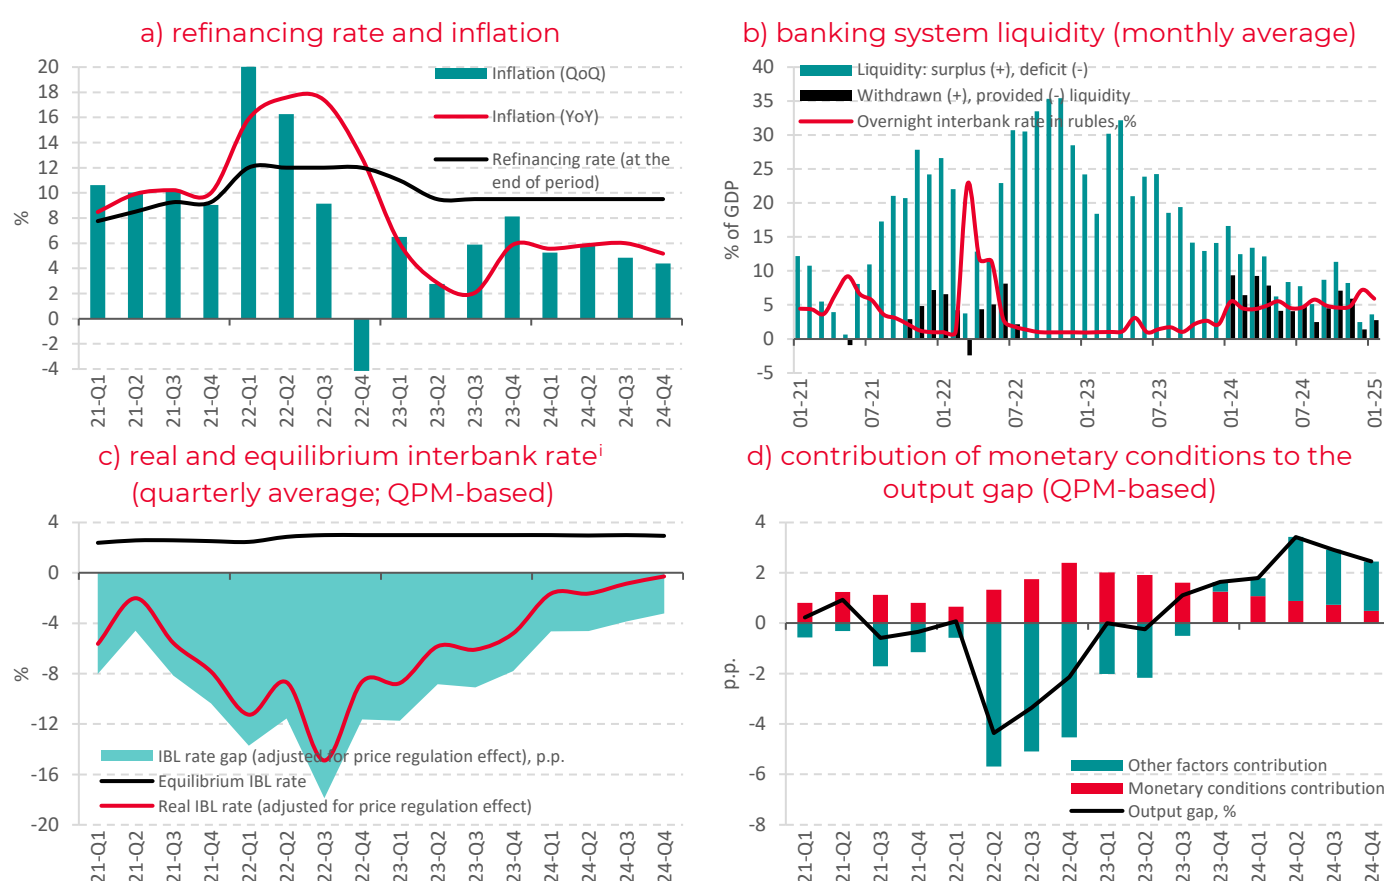 a) refinancing rate and inflation
20
18
16
14
12
10
8
6
4
2
0
-2
-4
%
Inflation (QoQ)
Inflation (YoY)
Refinancing rate (at the
end of period)
21-Q1
21-Q2
21-Q3
21-Q4
22-Q1
22-Q2
22-Q3
22-Q4
23-Q1
23-Q2
23-Q3
23-Q4
24-Q1
24-Q2
24-Q3
24-Q4
b) banking system liquidity (monthly average)
40
35
30
25
20
15
10
5
0
-5
% of GDP
Liquidity: surplus (+), deficit (-)
Withdrawn (+), provided (-) liquidity
Overnight interbank rate in rubles, %
01-21
07-21
01-22
07-22
01-23
07-23
01-24
07-24
01-25
c) real and equilibrium interbank rateⁱ
(quarterly average; QPM-based)
4
0
-4
-8
-12
-16
-20
%
IBL rate gap (adjusted for price regulation effect), p.p.
Equilibrium IBL rate
Real IBL rate (adjusted for price regulation effect)
21-Q1
21-Q2
21-Q3
21-Q4
22-Q1
22-Q2
22-Q3
22-Q4
23-Q1
23-Q2
23-Q3
23-Q4
24-Q1
24-Q2
24-Q3
24-Q4
d) contribution of monetary conditions to the
output gap (QPM-based)
4
2
0
-2
-4
-6
-8
p.p.
Other factors contribution
Monetary conditions contribution
Output gap, %
21-Q1
21-Q2
21-Q3
21-Q4
22-Q1
22-Q2
22-Q3
22-Q4
23-Q1
23-Q2
23-Q3
23-Q4
24-Q1
24-Q2
24-Q3
24-Q4